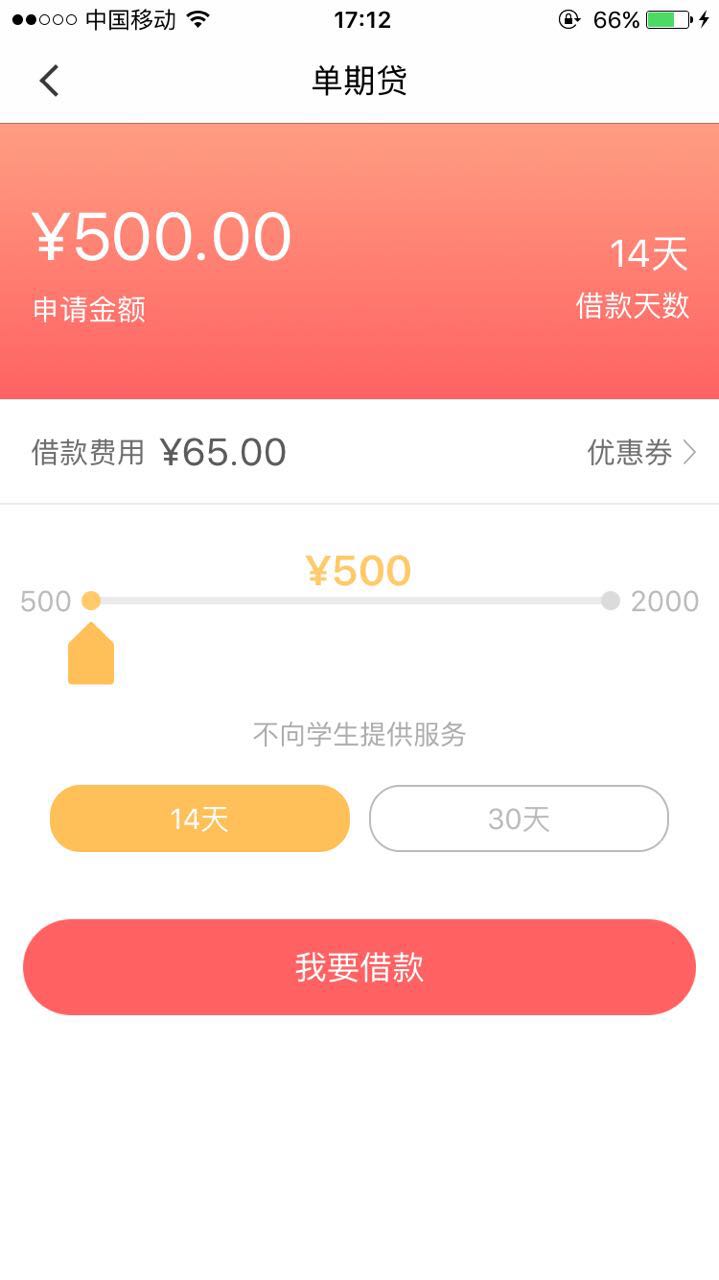 中国移动 17:12 66%
单期贷
¥500.00
14天
申请金额
借款天数
借款费用 ¥65.00 优惠券
¥500
500 2000
不向学生提供服务
14天 30天
我要借款